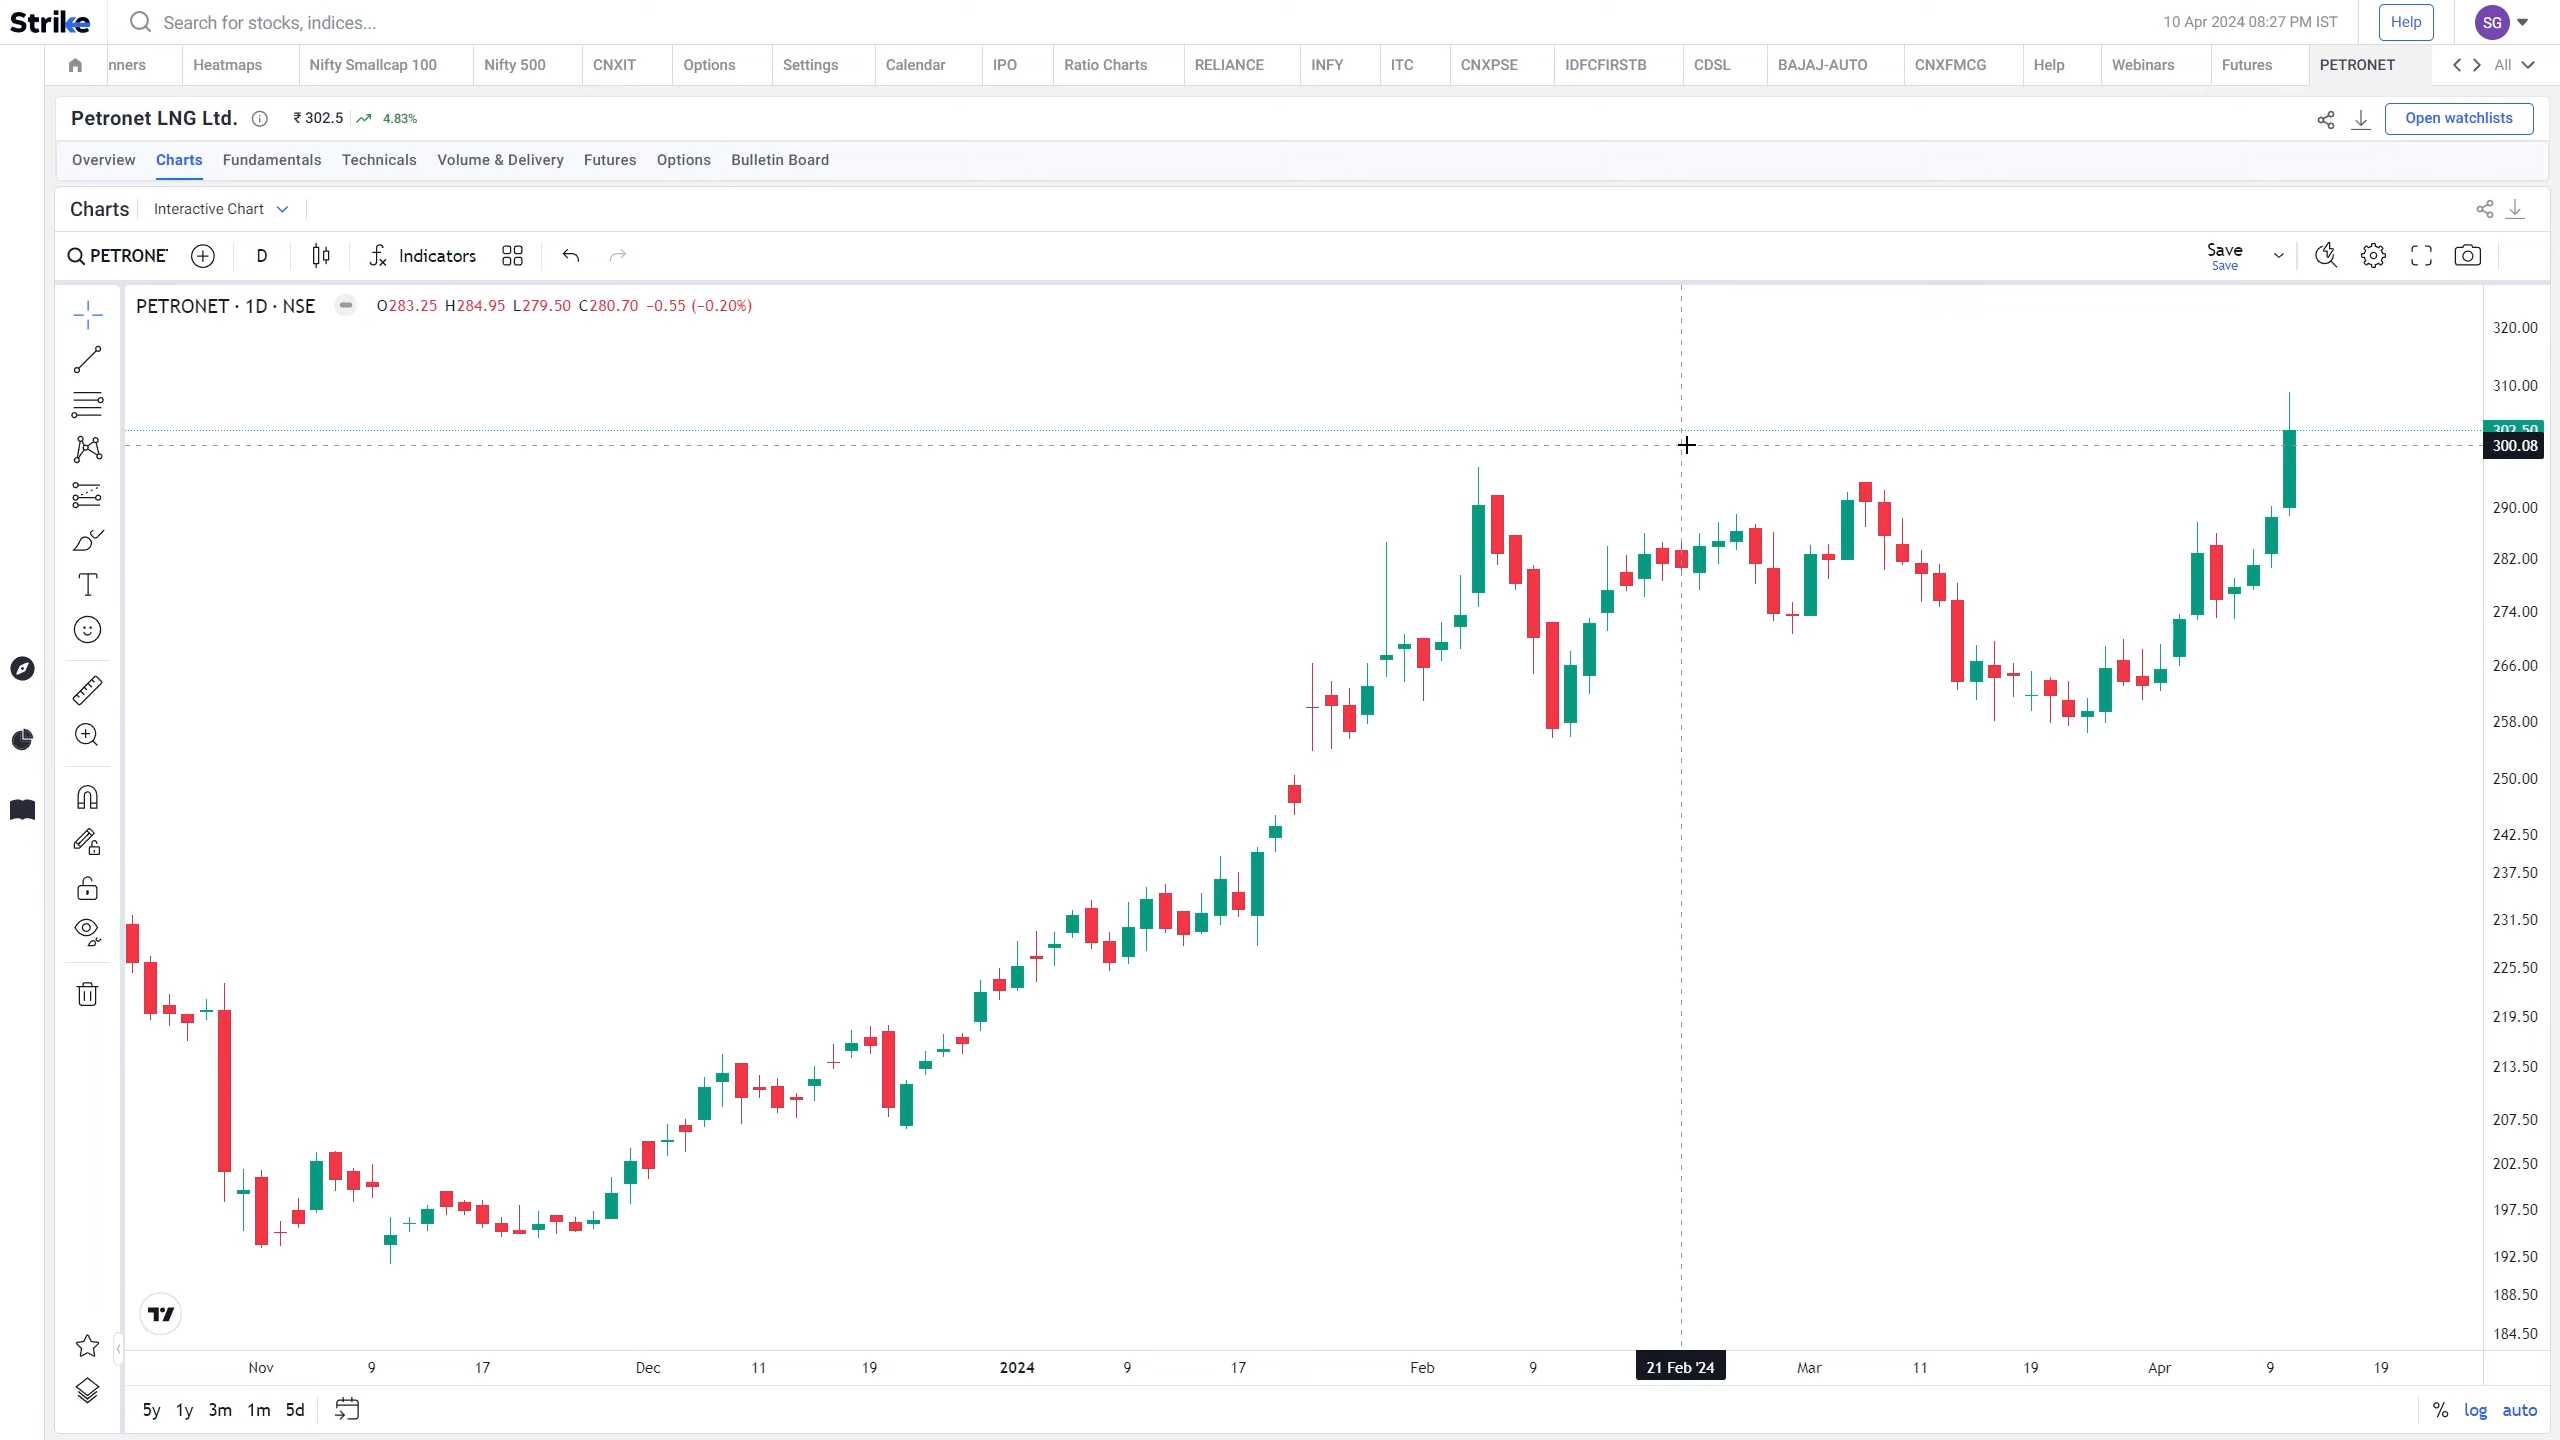 Strike Search for stocks, indices... 10 Apr 2024 08:27 PM IST Help SG
nners Heatmaps Nifty Smallcap 100 Nifty 500 CNXIT Options Settings Calendar IPO Ratio Charts RELIANCE INFY ITC CNXPSE IDFCFIRSTB CDSL BAJAJ-AUTO CNXFMCG Help Webinars Futures PETRONET All
Petronet LNG Ltd. ₹ 302.5 4.83% Open watchlists
Overview Charts Fundamentals Technicals Volume & Delivery Futures Options Bulletin Board
Charts Interactive Chart
PETRONE D Indicators Save
Save
PETRONET · 1D · NSE O283.25 H284.95 L279.50 C280.70 −0.55 (−0.20%)
320.00
310.00
302.50
300.08
290.00
282.00
274.00
266.00
258.00
250.00
242.50
237.50
231.50
225.50
219.50
213.50
207.50
202.50
197.50
192.50
188.50
184.50
Nov 9 17 Dec 11 19 2024 9 17 Feb 9 21 Feb '24 Mar 11 19 Apr 9 19
5y 1y 3m 1m 5d % log auto